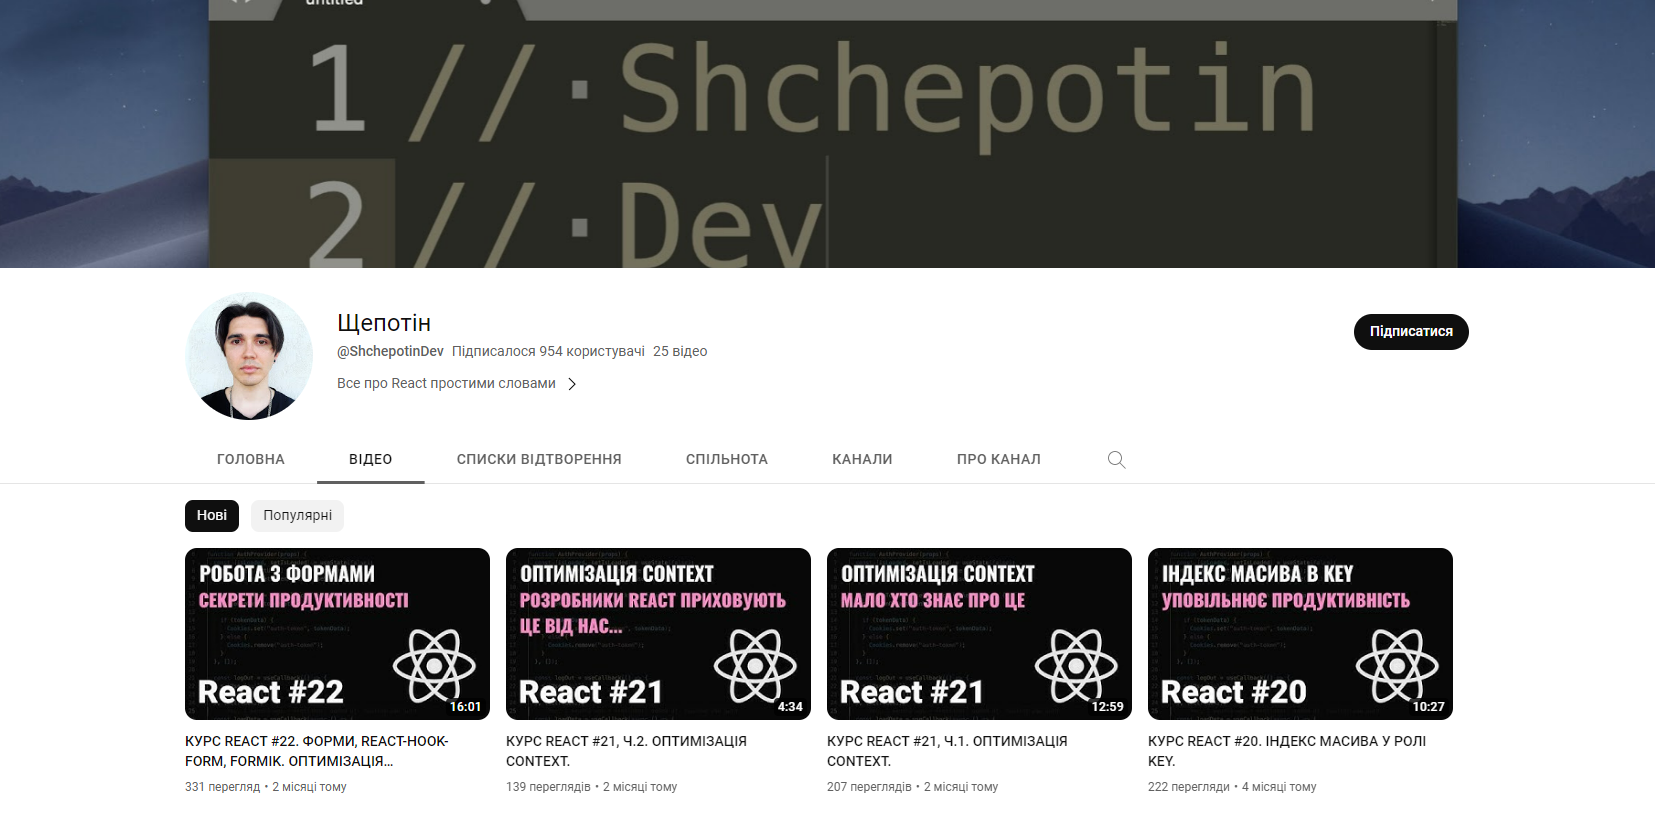 untitled
1 // · Shchepotin
2 // · Dev
Щепотін
@ShchepotinDev Підписалося 954 користувачі 25 відео
Все про React простими словами
Підписатися
ГОЛОВНА ВІДЕО СПИСКИ ВІДТВОРЕННЯ СПІЛЬНОТА КАНАЛИ ПРО КАНАЛ
Нові Популярні
РОБОТА З ФОРМАМИ
СЕКРЕТИ ПРОДУКТИВНОСТІ
React #22
16:01
КУРС REACT #22. ФОРМИ, REACT-HOOK-
FORM, FORMIK. ОПТИМІЗАЦІЯ...
331 перегляд • 2 місяці тому
ОПТИМІЗАЦІЯ CONTEXT
РОЗРОБНИКИ REACT ПРИХОВУЮТЬ
ЦЕ ВІД НАС...
React #21
4:34
КУРС REACT #21, Ч.2. ОПТИМІЗАЦІЯ
CONTEXT.
139 переглядів • 2 місяці тому
ОПТИМІЗАЦІЯ CONTEXT
МАЛО ХТО ЗНАЄ ПРО ЦЕ
React #21
12:59
КУРС REACT #21, Ч.1. ОПТИМІЗАЦІЯ
CONTEXT.
207 переглядів • 2 місяці тому
ІНДЕКС МАСИВА В KEY
УПОВІЛЬНЮЄ ПРОДУКТИВНІСТЬ
React #20
10:27
КУРС REACT #20. ІНДЕКС МАСИВА У РОЛІ
KEY.
222 перегляди • 4 місяці тому